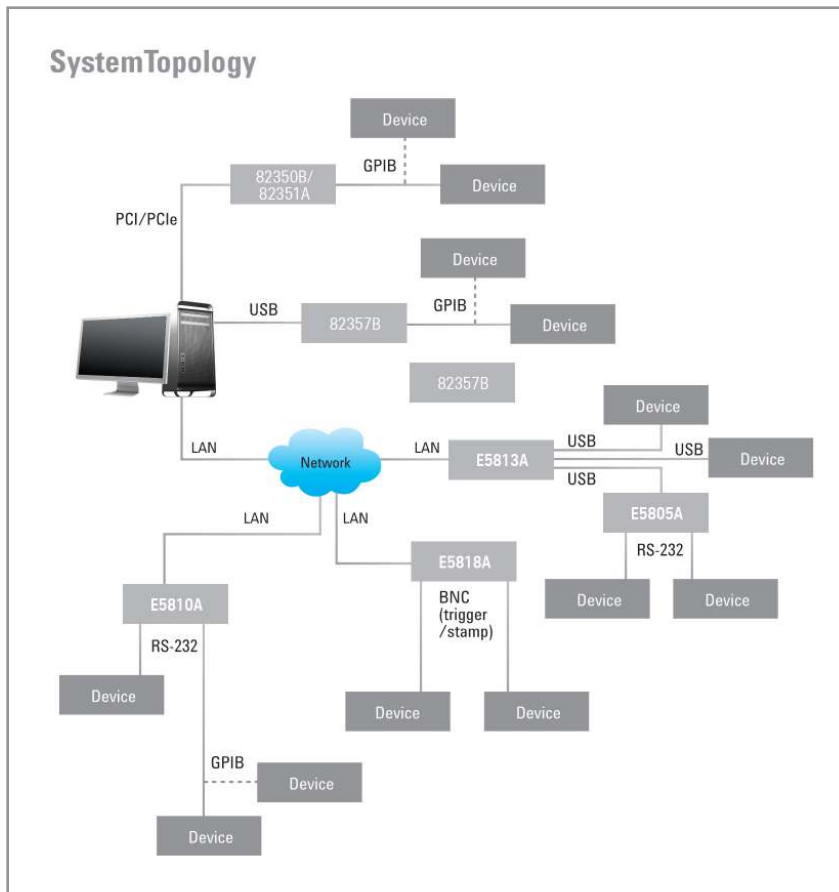 SystemTopology
Device
GPIB
82350B/
82351A
Device
PCI/PCIe
Device
USB
GPIB
82357B
Device
82357B
Device
LAN
Network
LAN
E5813A
USB
USB
Device
USB
LAN
LAN
E5805A
E5818A
RS-232
E5810A
BNC
(trigger
/stamp)
Device
Device
RS-232
Device
Device
Device
GPIB
Device
Device